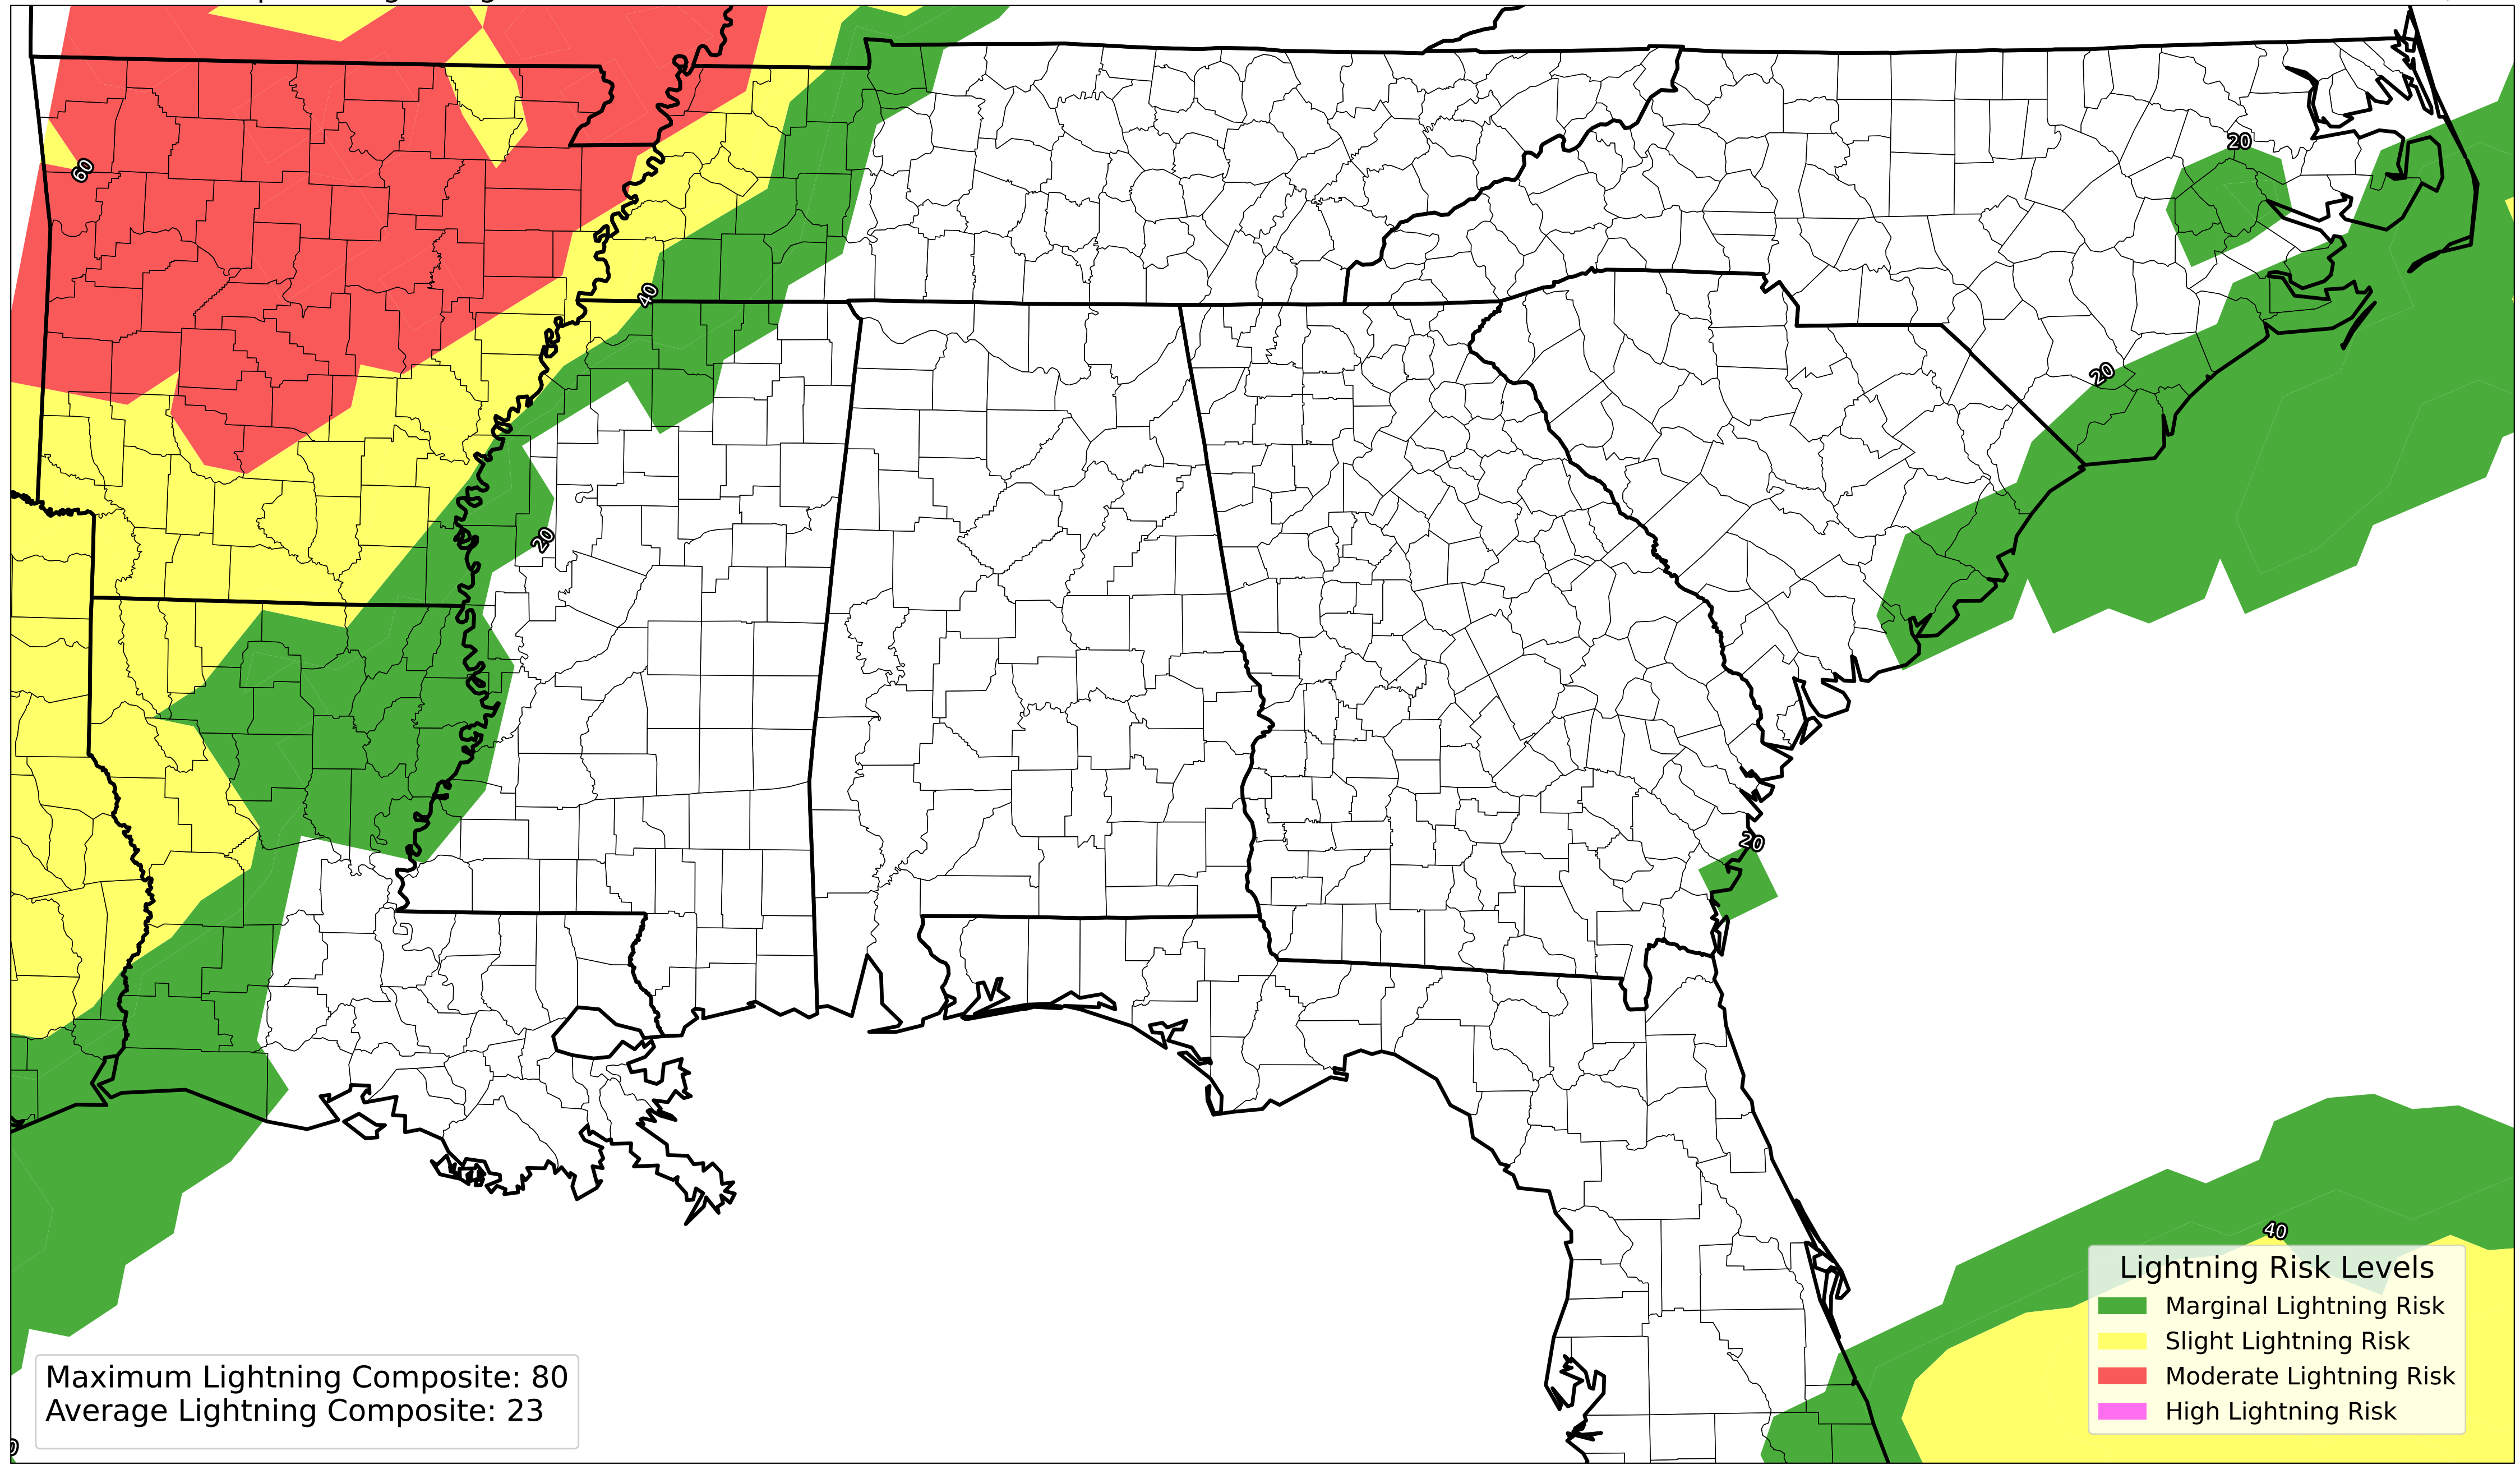 20
60
40
20
20
20
40
Lightning Risk Levels
Marginal Lightning Risk
Slight Lightning Risk
Moderate Lightning Risk
High Lightning Risk
Maximum Lightning Composite: 80
Average Lightning Composite: 23